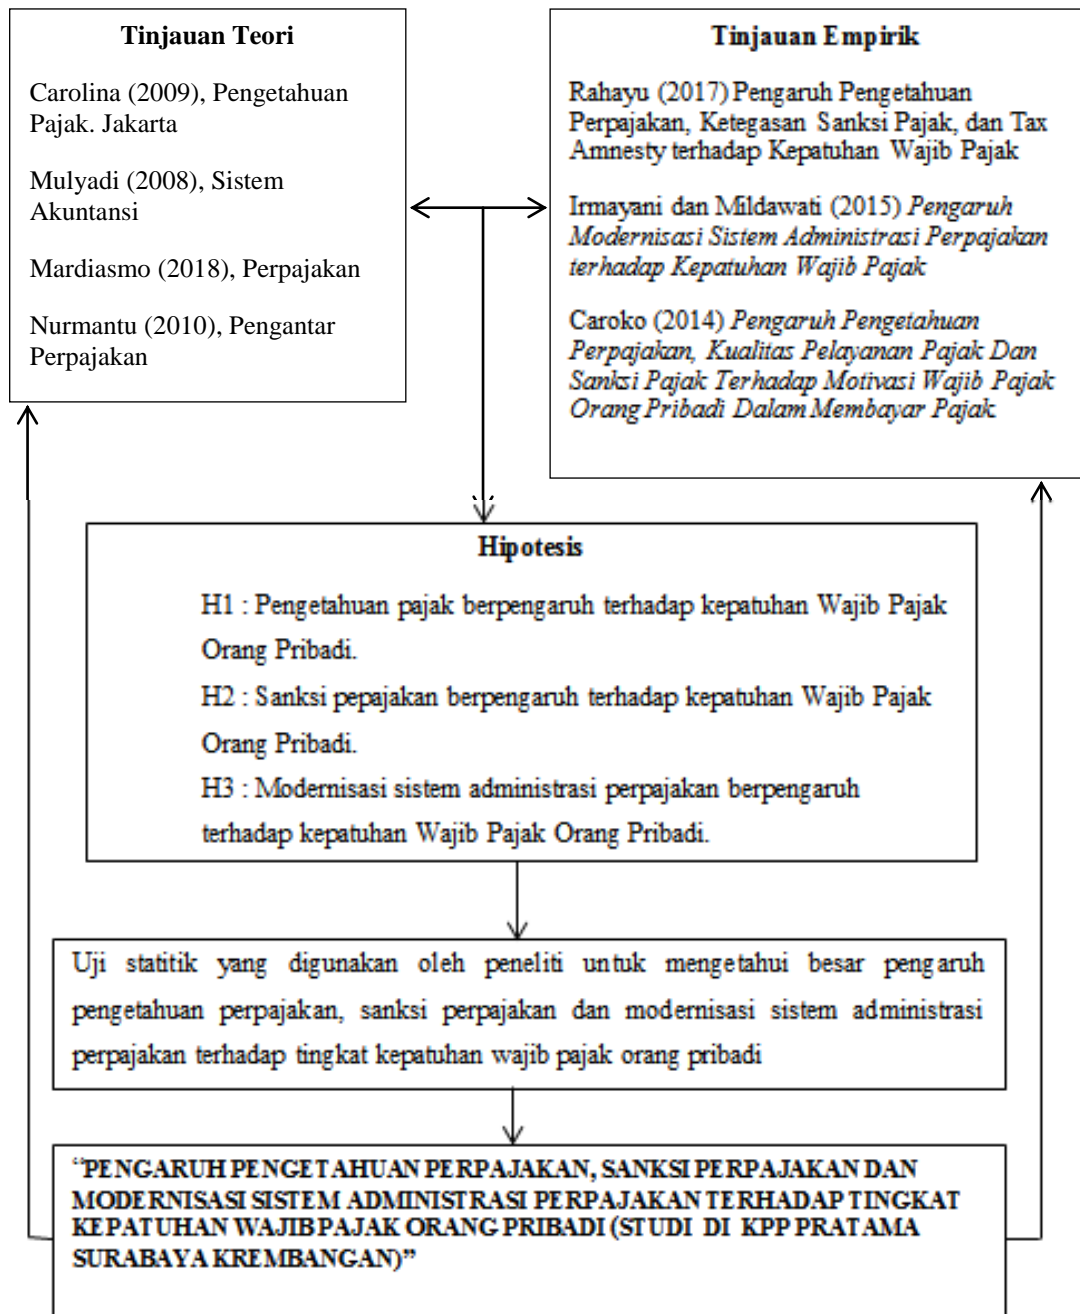 Tinjauan Teori
Carolina (2009), Pengetahuan
Pajak. Jakarta
Mulyadi (2008), Sistem
Akuntansi
Mardiasmo (2018), Perpajakan
Nurmantu (2010), Pengantar
Perpajakan
Tinjauan Empirik
Rahayu (2017) Pengaruh Pengetahuan
Perpajakan, Ketegasan Sanksi Pajak, dan Tax
Amnesty terhadap Kepatuhan Wajib Pajak
Irmayani dan Mildawati (2015) Pengaruh
Modernisasi Sistem Administrasi Perpajakan
terhadap Kepatuhan Wajib Pajak
Caroko (2014) Pengaruh Pengetahuan
Perpajakan, Kualitas Pelayanan Pajak Dan
Sanksi Pajak Terhadap Motivasi Wajib Pajak
Orang Pribadi Dalam Membayar Pajak
Hipotesis
H1 : Pengetahuan pajak berpengaruh terhadap kepatuhan Wajib Pajak
Orang Pribadi.
H2 : Sanksi pepajakan berpengaruh terhadap kepatuhan Wajib Pajak
Orang Pribadi.
H3 : Modernisasi sistem administrasi perpajakan berpengaruh
terhadap kepatuhan Wajib Pajak Orang Pribadi.
Uji statitik yang digunakan oleh peneliti untuk mengetahui besar pengaruh
pengetahuan perpajakan, sanksi perpajakan dan modernisasi sistem administrasi
perpajakan terhadap tingkat kepatuhan wajib pajak orang pribadi
“PENGARUH PENGETAHUAN PERPAJAKAN, SANKSI PERPAJAKAN DAN
MODERNISASI SISTEM ADMINISTRASI PERPAJAKAN TERHADAP TINGKAT
KEPATUHAN WAJIB PAJAK ORANG PRIBADI (STUDI DI KPP PRATAMA
SURABAYA KREMBANGAN)”